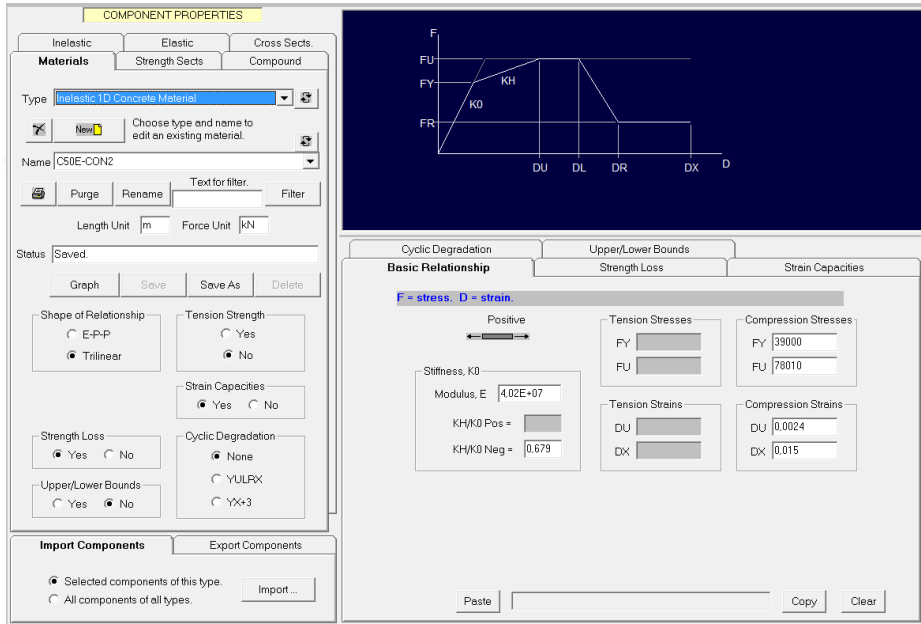 COMPONENT PROPERTIES
Inelastic
Elastic
Cross Sects.
Materials
Strength Sects
Compound
Type
Inelastic 1D Concrete Material
New
Choose type and name to
edit an existing material.
Name
C50E-CON2
Purge
Rename
Text for filter.
Filter
Length Unit
m
Force Unit
kN
Status
Saved.
Graph
Save
Save As
Delete
Shape of Relationship
E-P-P
Trilinear
Tension Strength
Yes
No
Strain Capacities
Yes
No
Strength Loss
Yes
No
Cyclic Degradation
None
YULRX
YX+3
Upper/Lower Bounds
Yes
No
Import Components
Export Components
Selected components of this type.
All components of all types.
Import ...
F
FU
FY
FR
K0
KH
DU
DL
DR
DX
D
Cyclic Degradation
Upper/Lower Bounds
Basic Relationship
Strength Loss
Strain Capacities
F = stress.  D = strain.
Positive
Stiffness, K0
Modulus, E
4,02E+07
KH/K0 Pos =
KH/K0 Neg =
0,679
Tension Stresses
FY
FU
Tension Strains
DU
DX
Compression Stresses
FY
39000
FU
78010
Compression Strains
DU
0,0024
DX
0,015
Paste
Copy
Clear